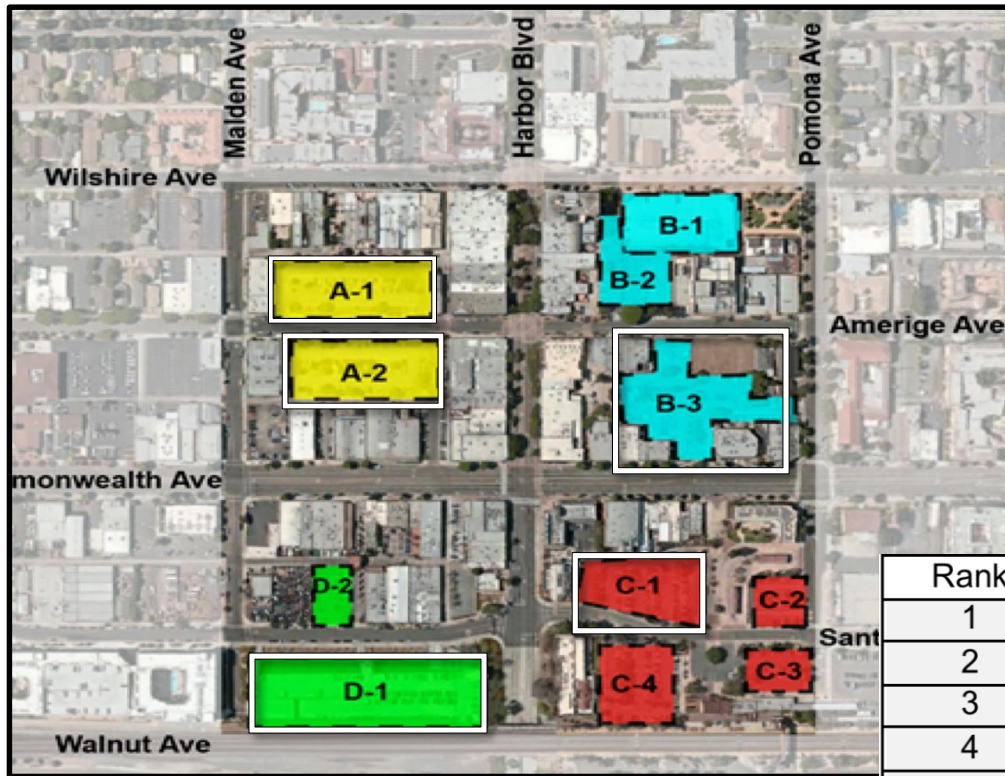 Malden Ave
Harbor Blvd
Pomona Ave
Wilshire Ave
B-1
A-1
B-2
Amerige Ave
A-2
B-3
monwealth Ave
D-2
C-1
C-2
Sant
D-1
C-4
C-3
Walnut Ave
Rank
1
2
3
4